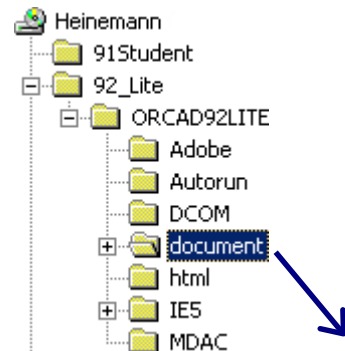 Heinemann
91Student
92_Lite
ORCAD92LITE
Adobe
Autorun
DCOM
document
html
IE5
MDAC